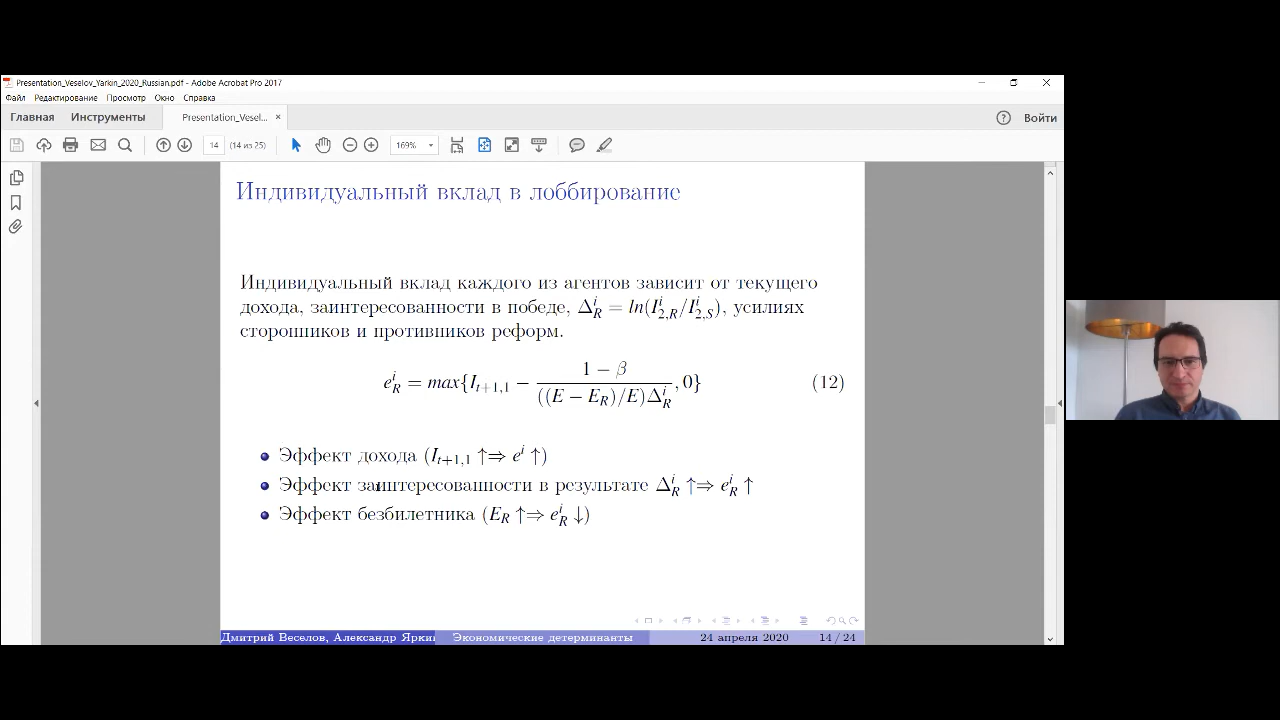 Presentation_Veselov_Yarkin_2020_Russian.pdf - Adobe Acrobat Pro 2017
Файл Редактирование Просмотр Окно Справка
Главная Инструменты Presentation_Vesel... × Войти
14 (14 из 25) 169%
Индивидуальный вклад в лоббирование
Индивидуальный вклад каждого из агентов зависит от текущего
дохода, заинтересованности в победе, Δ^i_R = ln(I^i_{2,R}/I^i_{2,S}), усилиях
сторонников и противников реформ.
e^i_R = max{I_{t+1,1} − (1 − β)/(((E − E_R)/E)Δ^i_R), 0} (12)
Эффект дохода (I_{t+1,1} ↑⇒ e^i ↑)
Эффект заинтересованности в результате Δ^i_R ↑⇒ e^i_R ↑
Эффект безбилетника (E_R ↑⇒ e^i_R ↓)
Дмитрий Веселов, Александр Яркин Экономические детерминанты 24 апреля 2020 14 / 24